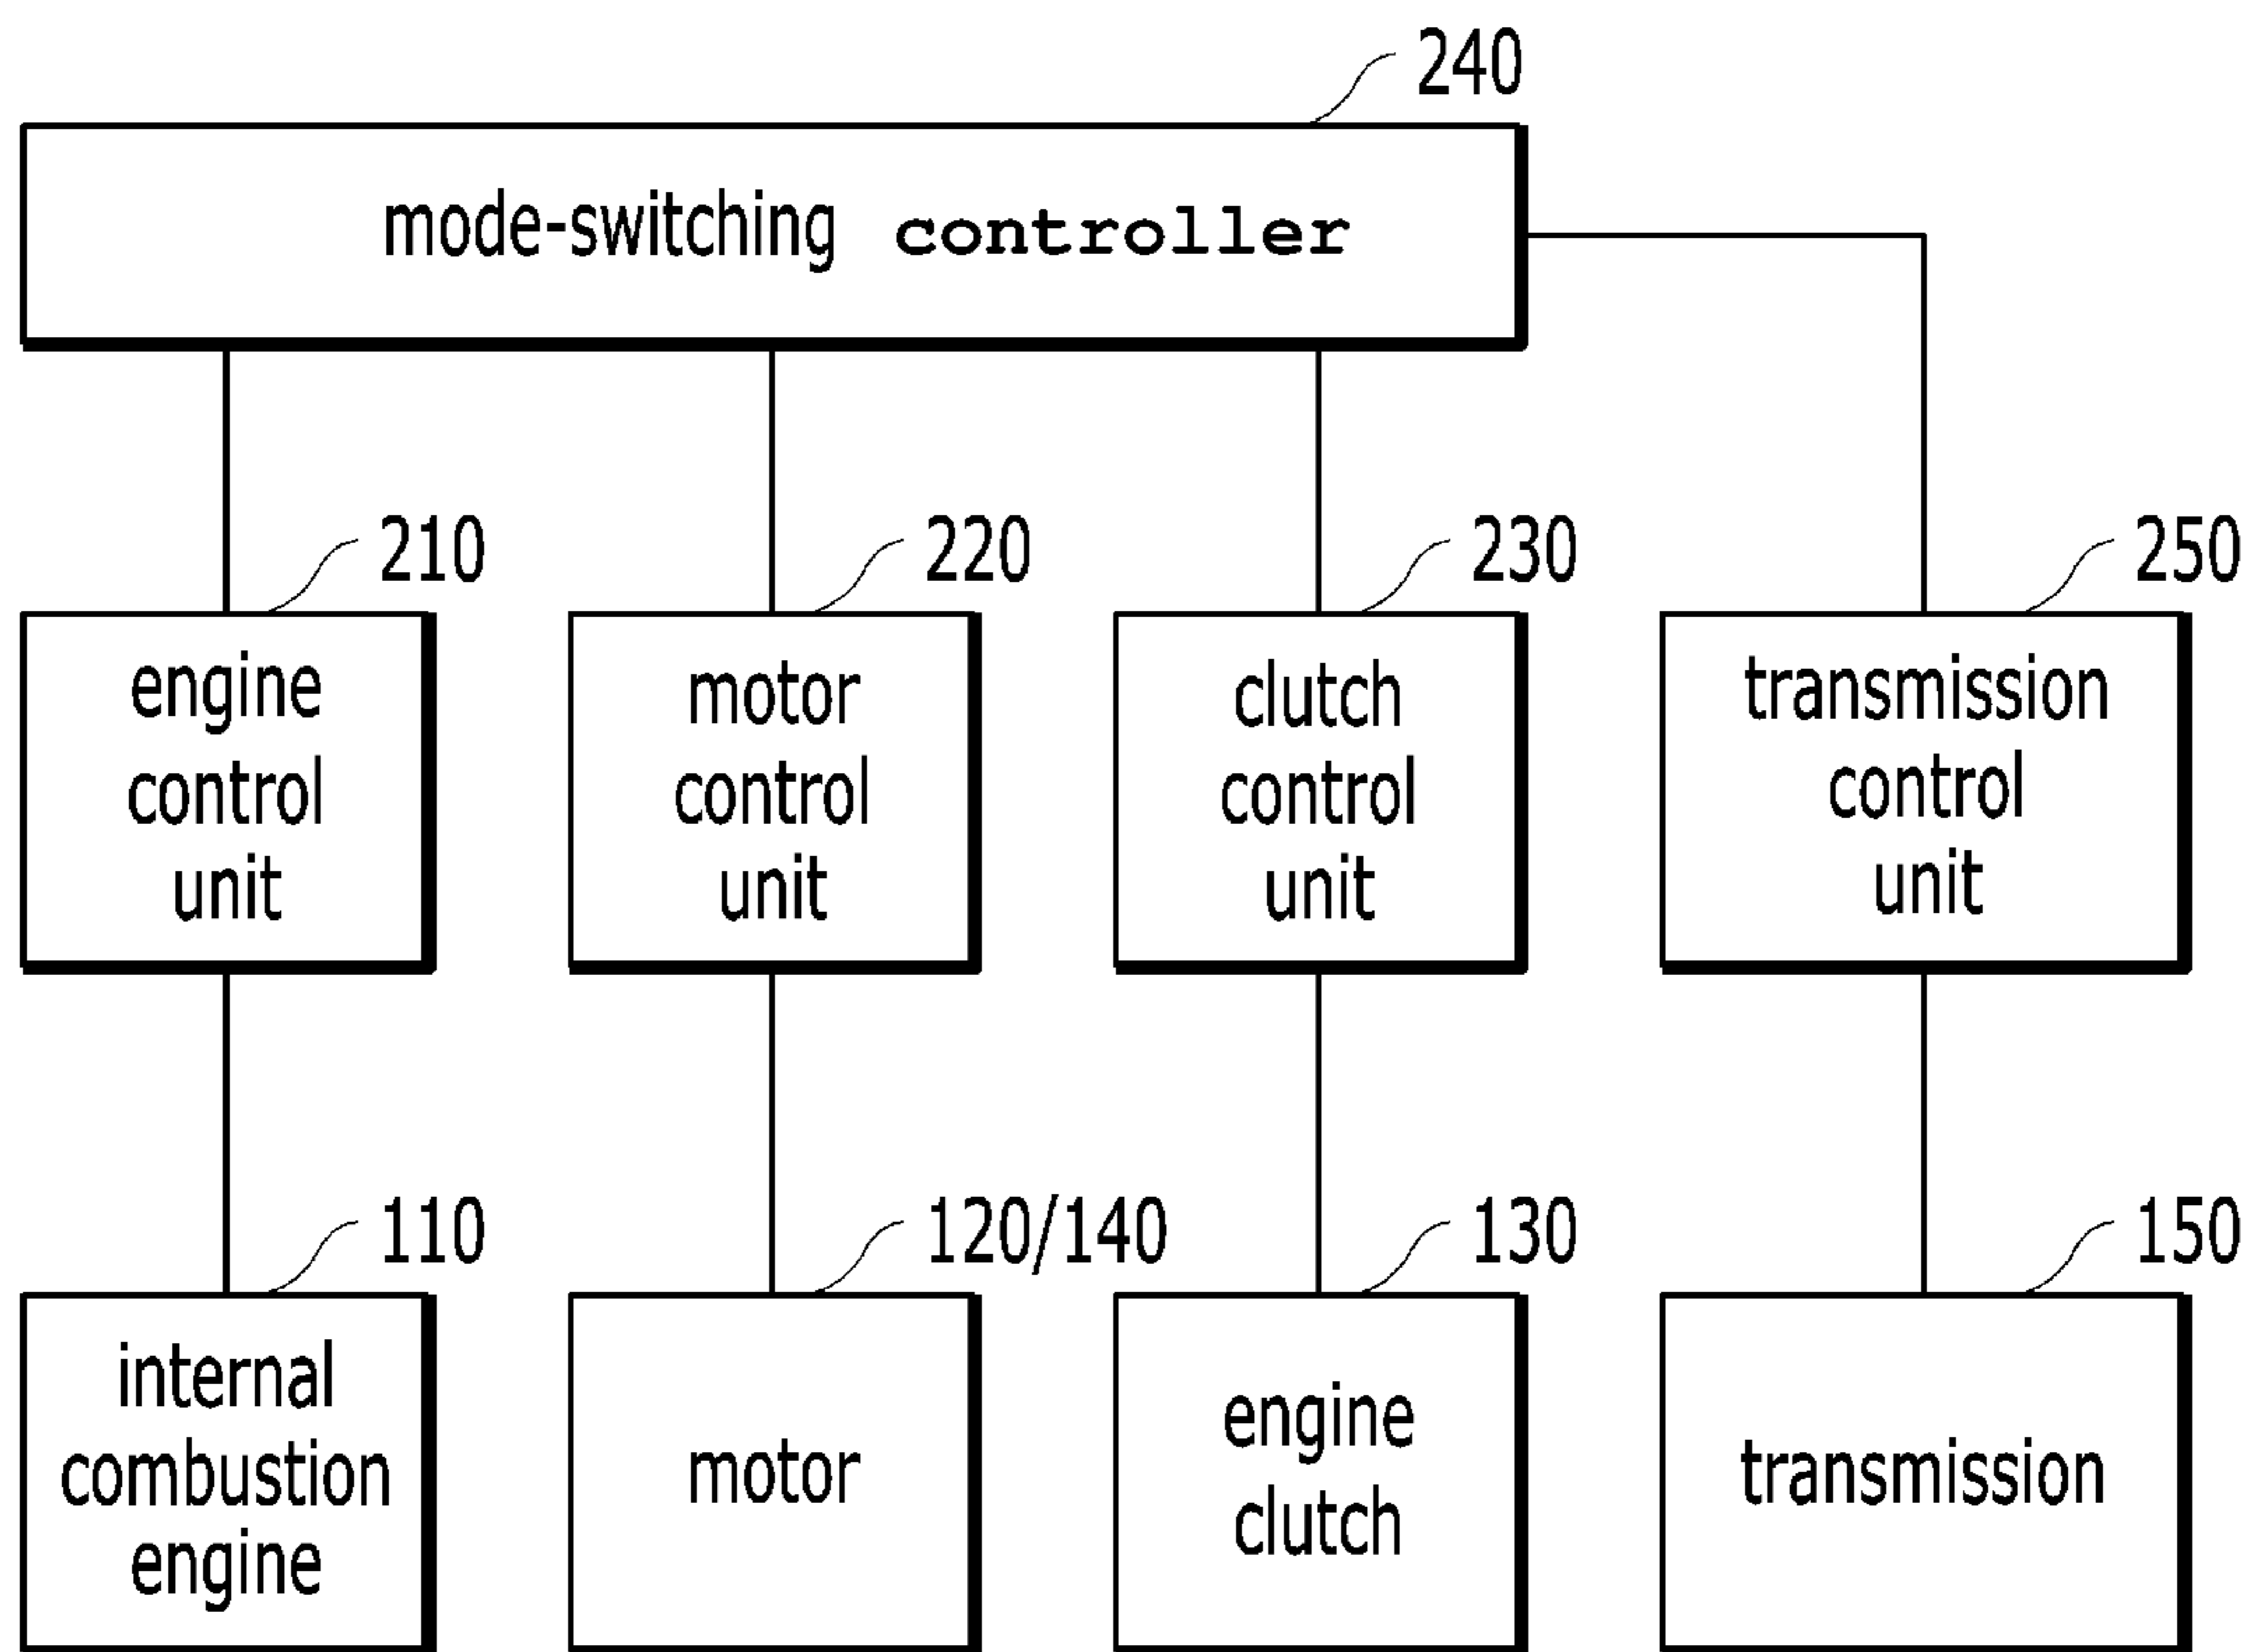 240
mode-switching controller
210
220
230
250
engine
control
unit
motor
control
unit
clutch
control
unit
transmission
control
unit
110
120/140
130
150
internal
combustion
engine
motor
engine
clutch
transmission